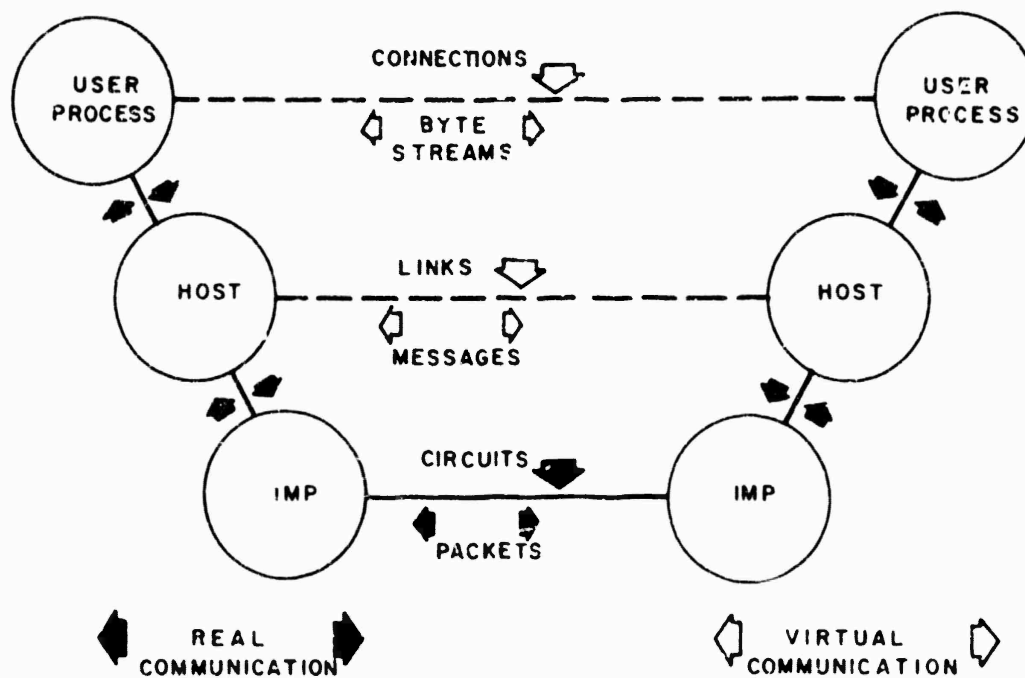 USER
PROCESS
CONNECTIONS
BYTE
STREAMS
USER
PROCESS
HOST
LINKS
MESSAGES
HOST
IMP
CIRCUITS
PACKETS
IMP
REAL
COMMUNICATION
VIRTUAL
COMMUNICATION